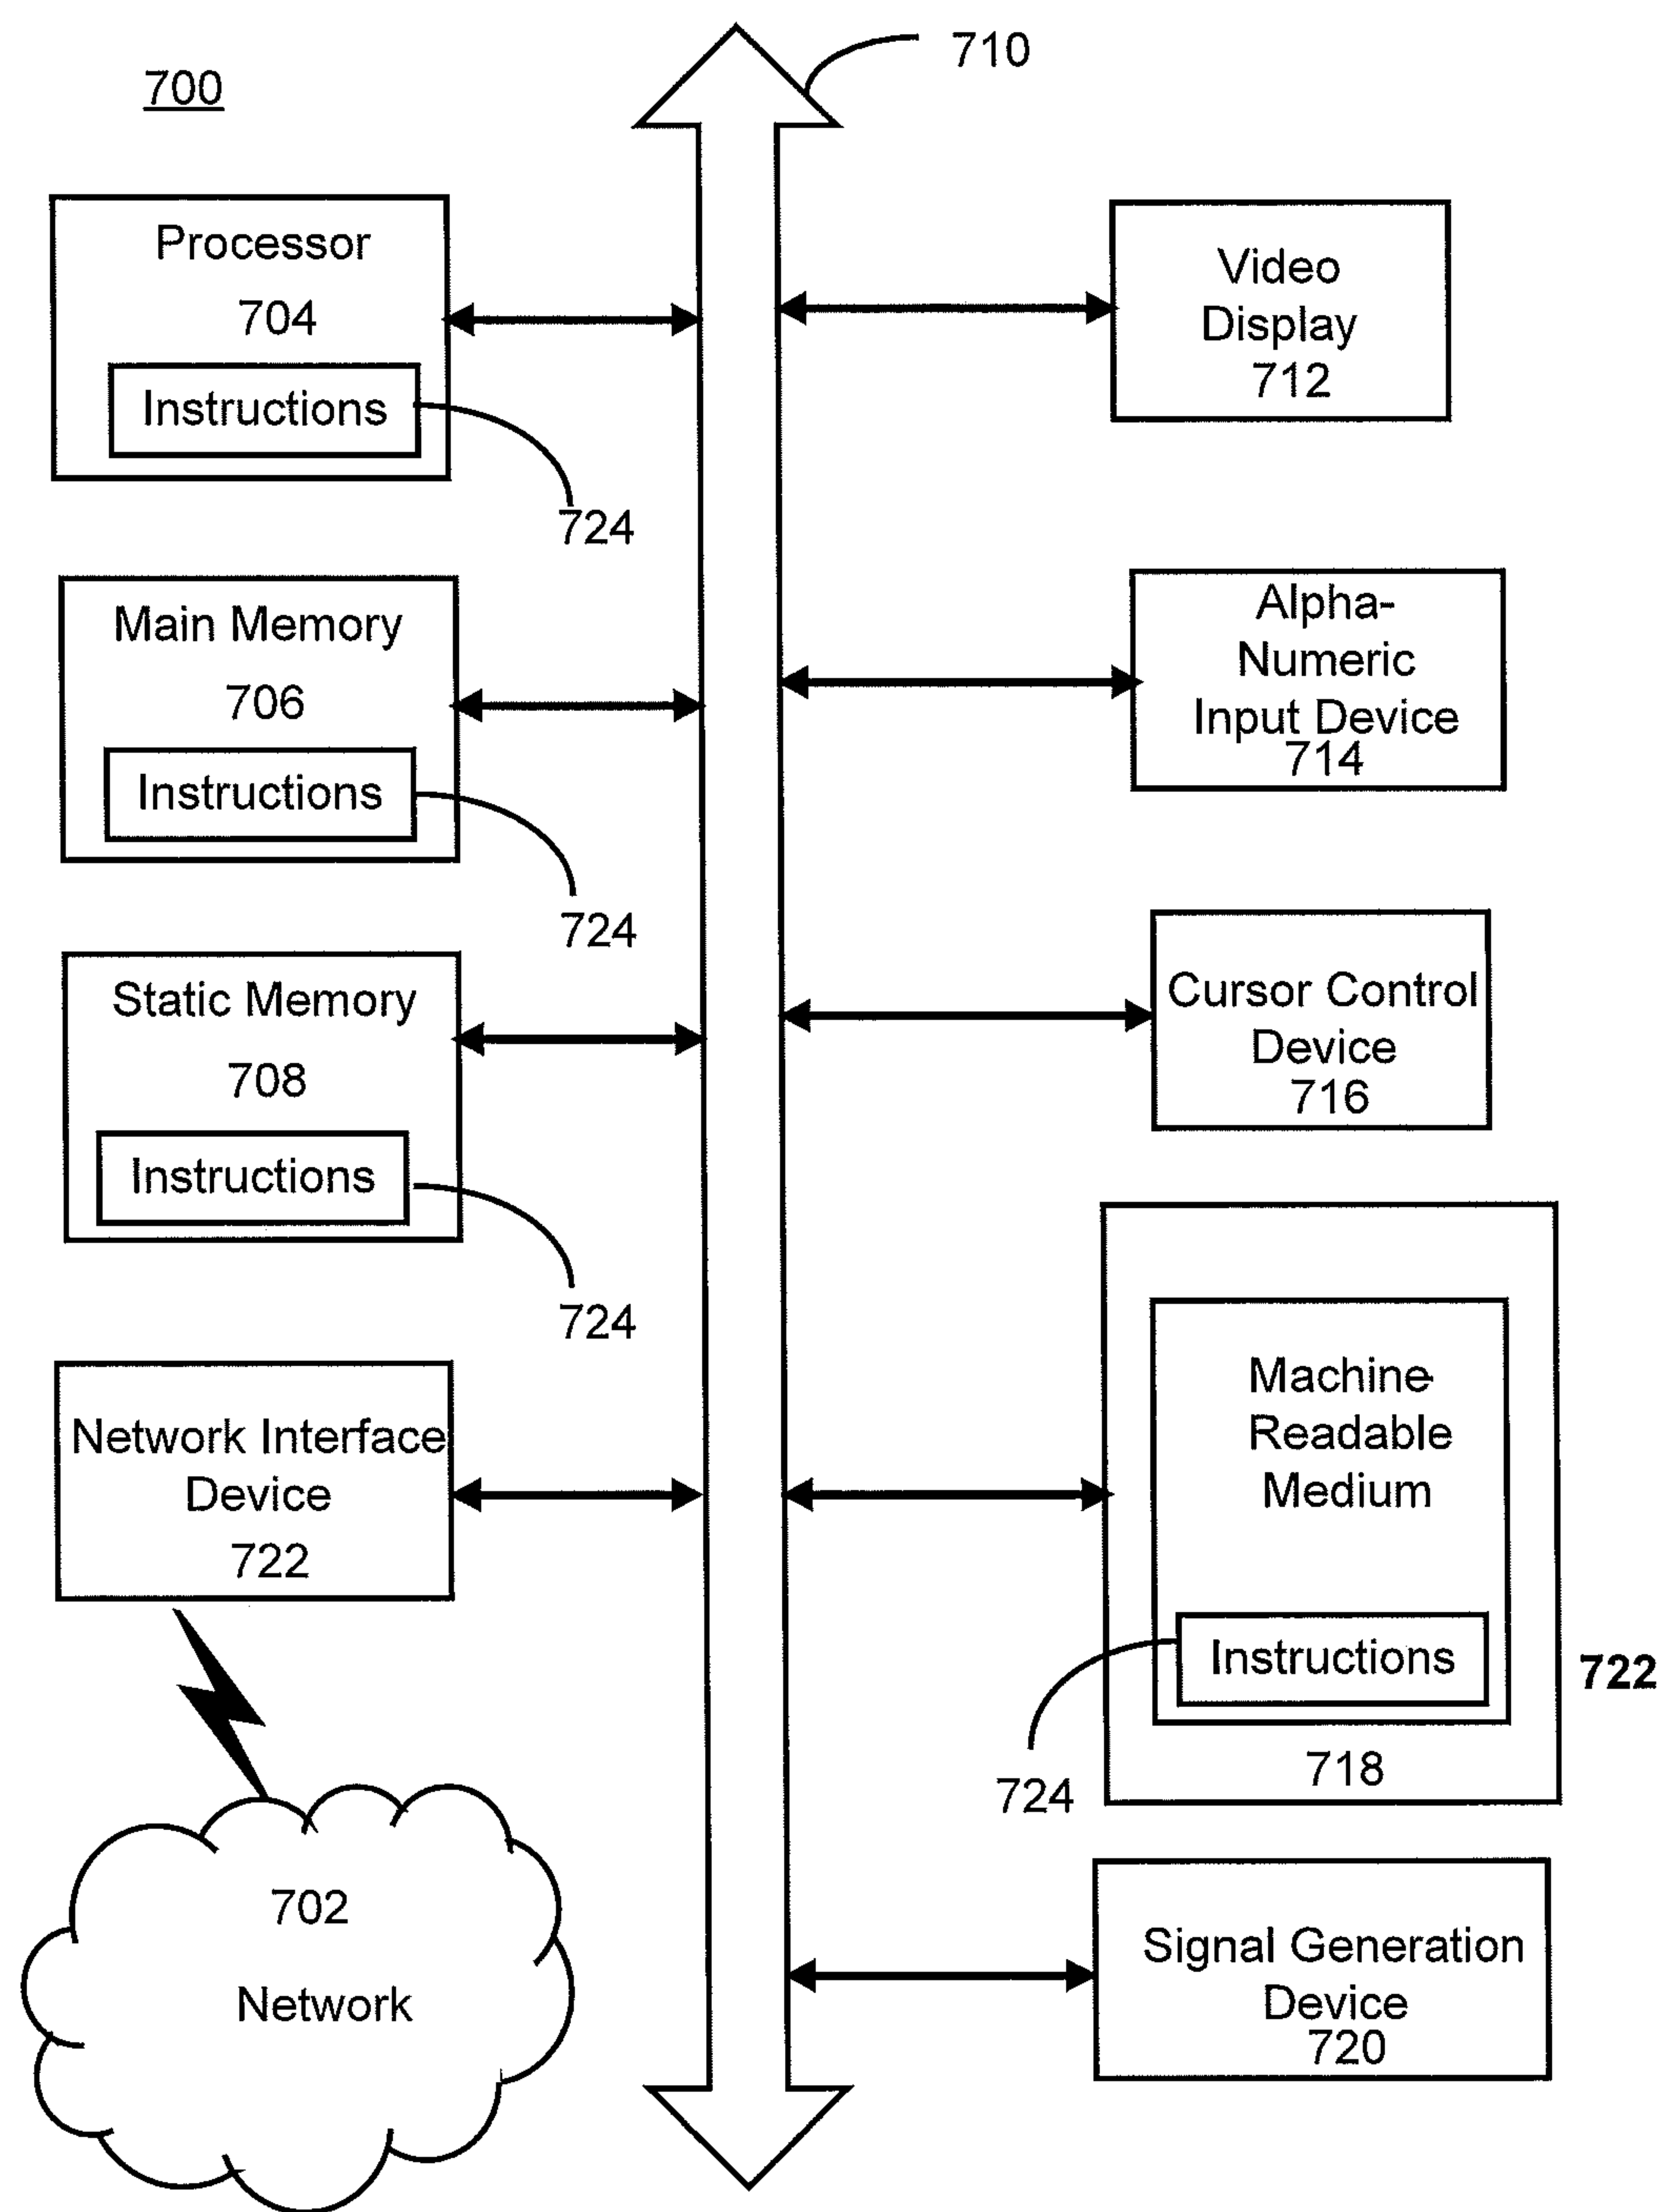 700
710
Processor
704
Instructions
724
Main Memory
706
Instructions
724
Static Memory
708
Instructions
724
Network Interface
Device
722
702
Network
Video
Display
712
Alpha-
Numeric
Input Device
714
Cursor Control
Device
716
Machine-
Readable
Medium
Instructions
724
718
722
Signal Generation
Device
720